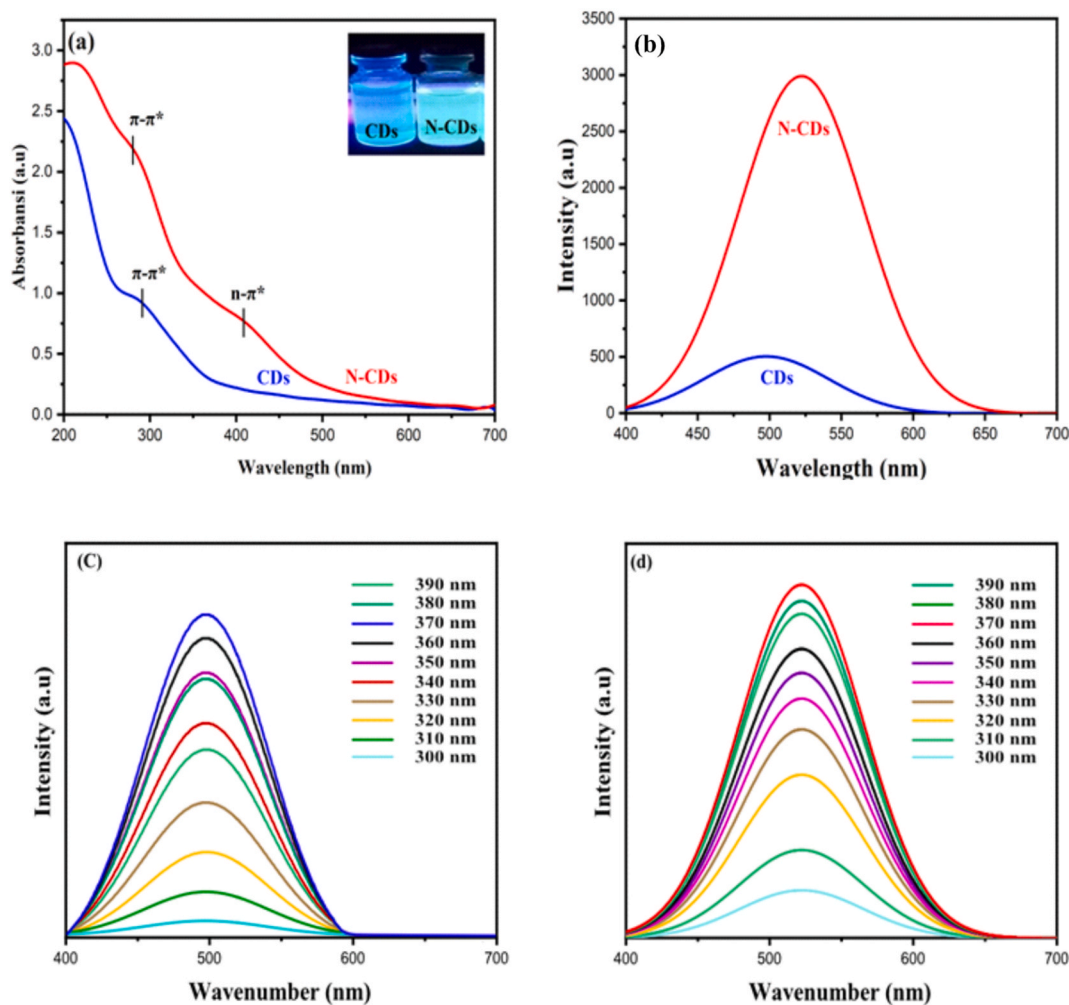 (a)
3.0
2.5
2.0
1.5
1.0
0.5
0.0
Absorbansi (a.u)
π-π*
π-π*
n-π*
CDs
N-CDs
CDs
N-CDs
200
300
400
500
600
700
Wavelength (nm)
(b)
3500
3000
2500
2000
1500
1000
500
0
Intensity (a.u)
N-CDs
CDs
400
450
500
550
600
650
700
Wavelength (nm)
(C)
Intensity (a.u)
390 nm
380 nm
370 nm
360 nm
350 nm
340 nm
330 nm
320 nm
310 nm
300 nm
400
500
600
700
Wavenumber (nm)
(d)
Intensity (a.u)
390 nm
380 nm
370 nm
360 nm
350 nm
340 nm
330 nm
320 nm
310 nm
300 nm
400
500
600
700
Wavenumber (nm)